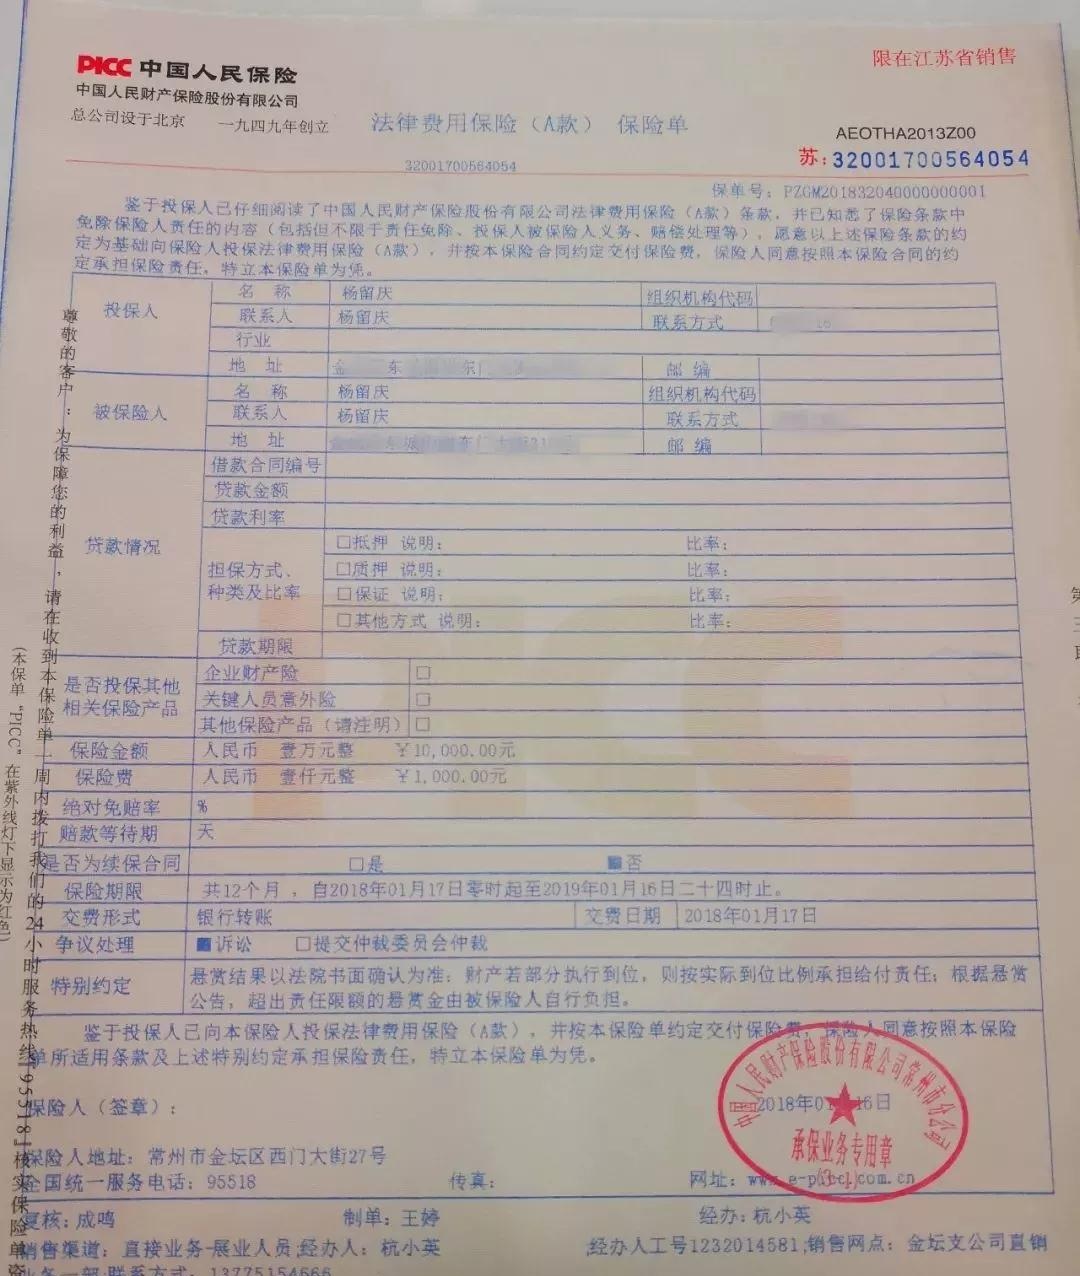 PICC 中国人民保险
限在江苏省销售
中国人民财产保险股份有限公司
总公司设于北京 一九四九年创立
法律费用保险（A款） 保险单
AEOTHA2013Z00
32001700564054
苏：32001700564054
保单号：PZGM201832040000000001
鉴于投保人已仔细阅读了中国人民财产保险股份有限公司法律费用保险（A款）条款，并已知悉了保险条款中
免除保险人责任的内容（包括但不限于责任免除、投保人被保险人义务、赔偿处理等），愿意以上述保险条款的约
定为基础向保险人投保法律费用保险（A款），并按本保险合同约定交付保险费，保险人同意按照本保险合同的约
定承担保险责任，特立本保险单为凭。
投保人
名 称 杨留庆 组织机构代码
联系人 杨留庆 联系方式
行业
地 址 邮 编
被保险人
名 称 杨留庆 组织机构代码
联系人 杨留庆 联系方式
地 址 邮 编
贷款情况
借款合同编号
贷款金额
贷款利率
担保方式、
种类及比率
□抵押 说明： 比率：
□质押 说明： 比率：
□保证 说明： 比率：
□其他方式 说明： 比率：
贷款期限
是否投保其他
相关保险产品
企业财产险 □
关键人员意外险 □
其他保险产品（请注明） □
保险金额 人民币 壹万元整 ￥10,000.00元
保险费 人民币 壹仟元整 ￥1,000.00元
绝对免赔率 %
赔款等待期 天
是否为续保合同 □是 ■否
保险期限 共12个月 ，自2018年01月17日零时起至2019年01月16日二十四时止。
交费形式 银行转账 交费日期 2018年01月17日
争议处理 ■诉讼 □提交仲裁委员会仲裁
特别约定
悬赏结果以法院书面确认为准；财产若部分执行到位，则按实际到位比例承担给付责任；根据悬赏
公告，超出责任限额的悬赏金由被保险人自行负担。
鉴于投保人已向本保险人投保法律费用保险（A款），并按本保险单约定交付保险费，保险人同意按照本保险
单所适用条款及上述特别约定承担保险责任，特立本保险单为凭。
保险人（签章）：
2018年01月16日
中国人民财产保险股份有限公司常州市分公司
承保业务专用章
(3-1)
保险人地址：常州市金坛区西门大街27号
全国统一服务电话：95518 传真： 网址：www.e-picc.com.cn
复核：成鸣 制单：王婷 经办：杭小英
销售渠道：直接业务-展业人员;经办人：杭小英 ;经办人工号1232014581;销售网点：金坛支公司直销
业务一部;联系方式：13775154666
尊敬的客户：为保障您的利益，请在收到本保险单一周内拨打我们的24小时服务热线95518核实保险单资
（本保单“PICC”在紫外线灯下显示为红色）
第三联